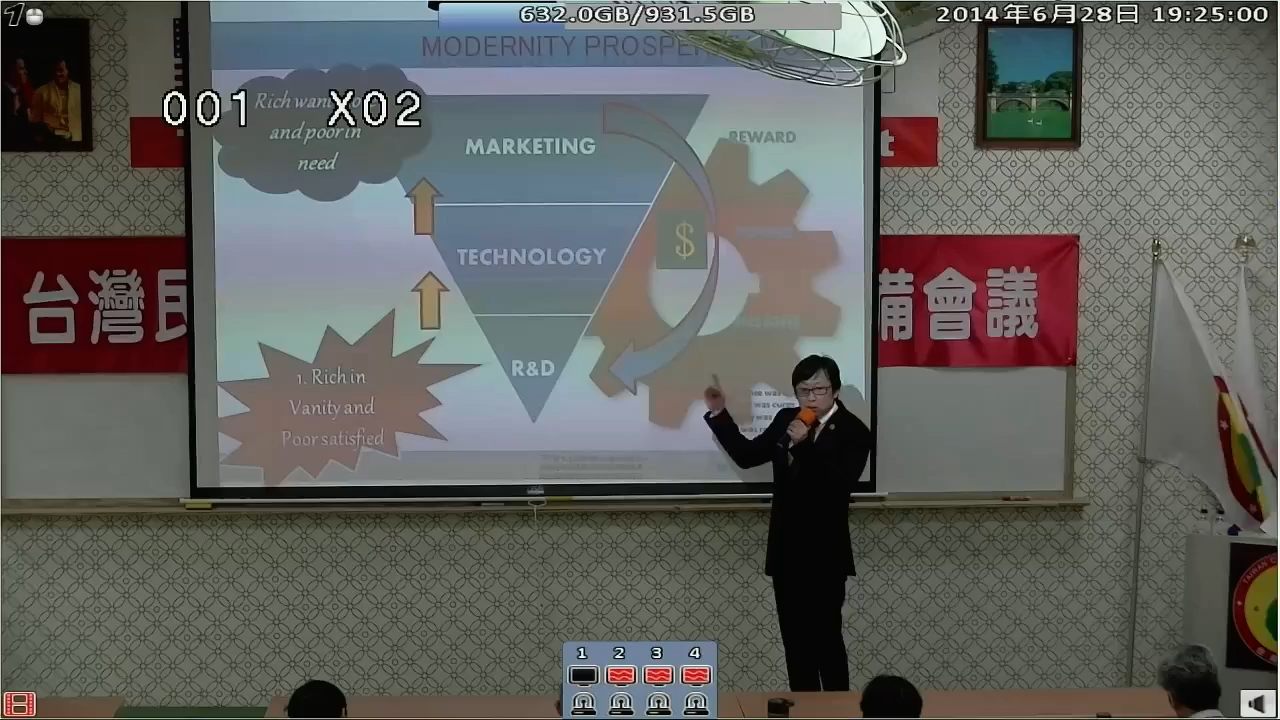 632.0GB/931.5GB
2014年6月28日 19:25:00
001 X02
MODERNITY
Rich
and poor in
need
MARKETING
REWARD
t
TECHNOLOGY
$
台灣民
備會議
R&D
1. Rich in
Vanity and
Poor satisfied
TAIWAN
1 2 3 4